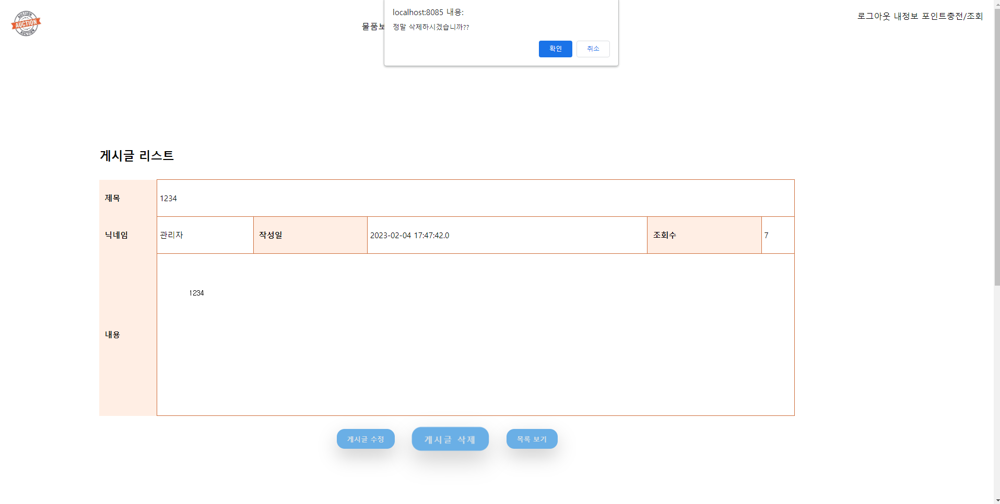 AUCTION
AUCTION
AUCTION
물품보
localhost:8085 내용:
정말 삭제하시겠습니까??
확인
취소
로그아웃 내정보 포인트충전/조회
게시글 리스트
제목 1234
닉네임 관리자 작성일 2023-02-04 17:47:42.0 조회수 7
내용
1234
게시글 수정 게시글 삭제 목록 보기